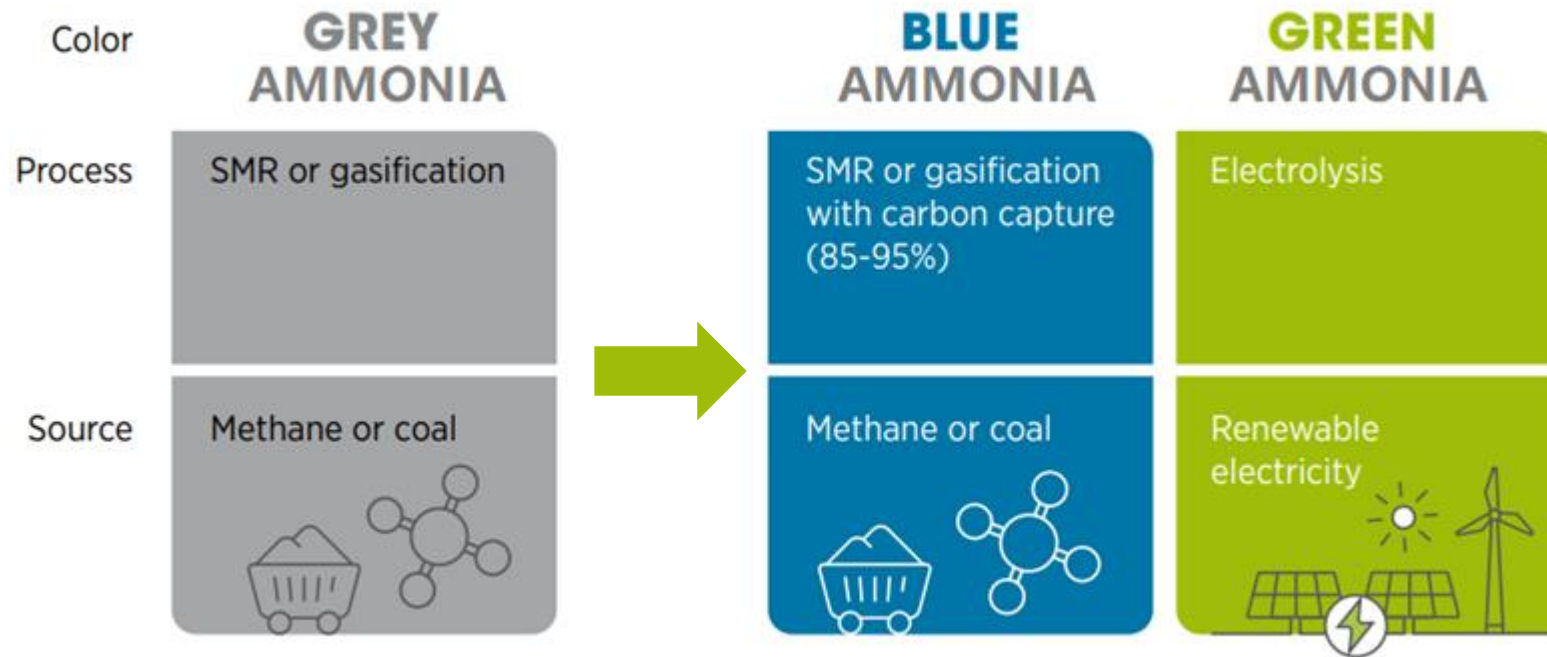 Color
GREY
AMMONIA
BLUE
AMMONIA
GREEN
AMMONIA
Process
SMR or gasification
SMR or gasification
with carbon capture
(85-95%)
Electrolysis
Source
Methane or coal
Methane or coal
Renewable
electricity